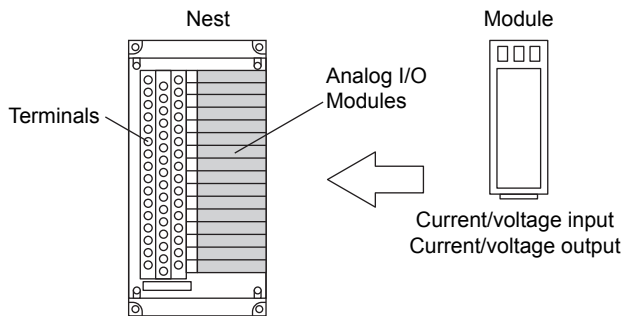 Nest
Module
Terminals
Analog I/O
Modules
Current/voltage input
Current/voltage output